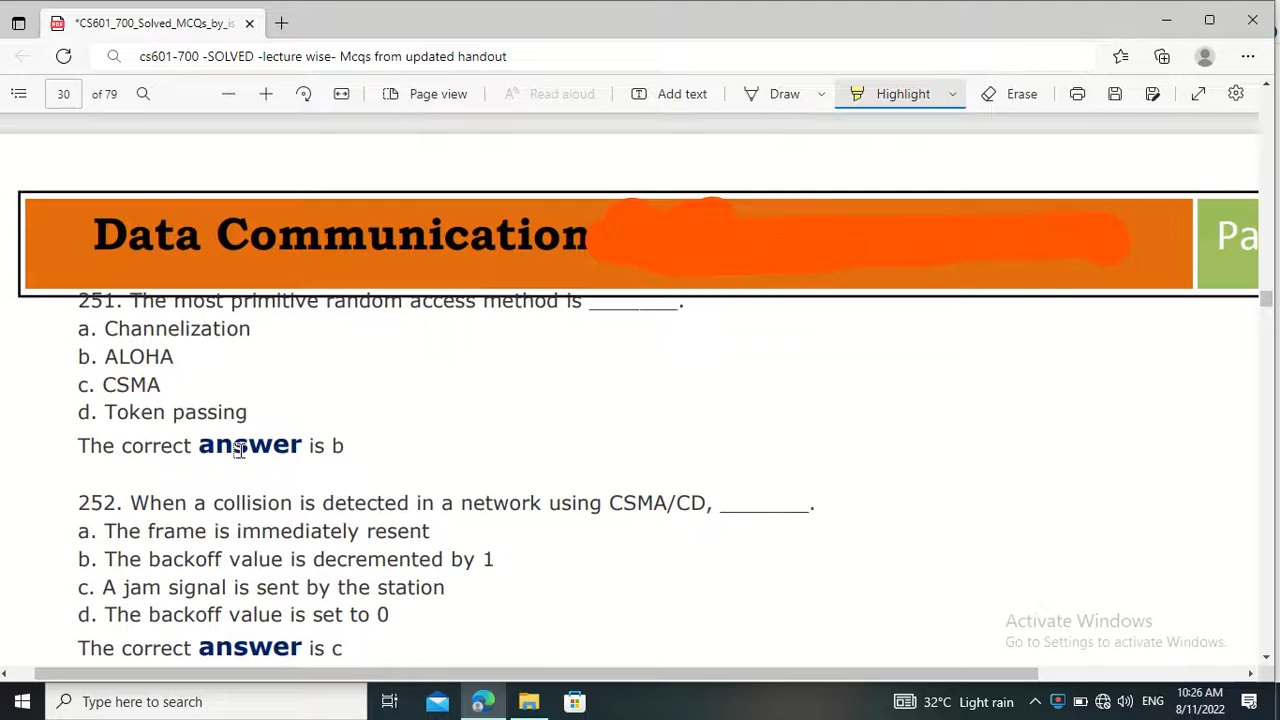 *CS601_700_Solved_MCQs_by_is
cs601-700 -SOLVED -lecture wise- Mcqs from updated handout
30 of 79
Page view
Read aloud
Add text
Draw
Highlight
Erase
Data Communication
Pa
251. The most primitive random access method is ________.
a. Channelization
b. ALOHA
c. CSMA
d. Token passing
The correct answer is b
252. When a collision is detected in a network using CSMA/CD, ________.
a. The frame is immediately resent
b. The backoff value is decremented by 1
c. A jam signal is sent by the station
d. The backoff value is set to 0
The correct answer is c
Activate Windows
Go to Settings to activate Windows.
Type here to search
32°C Light rain
ENG
10:26 AM
8/11/2022